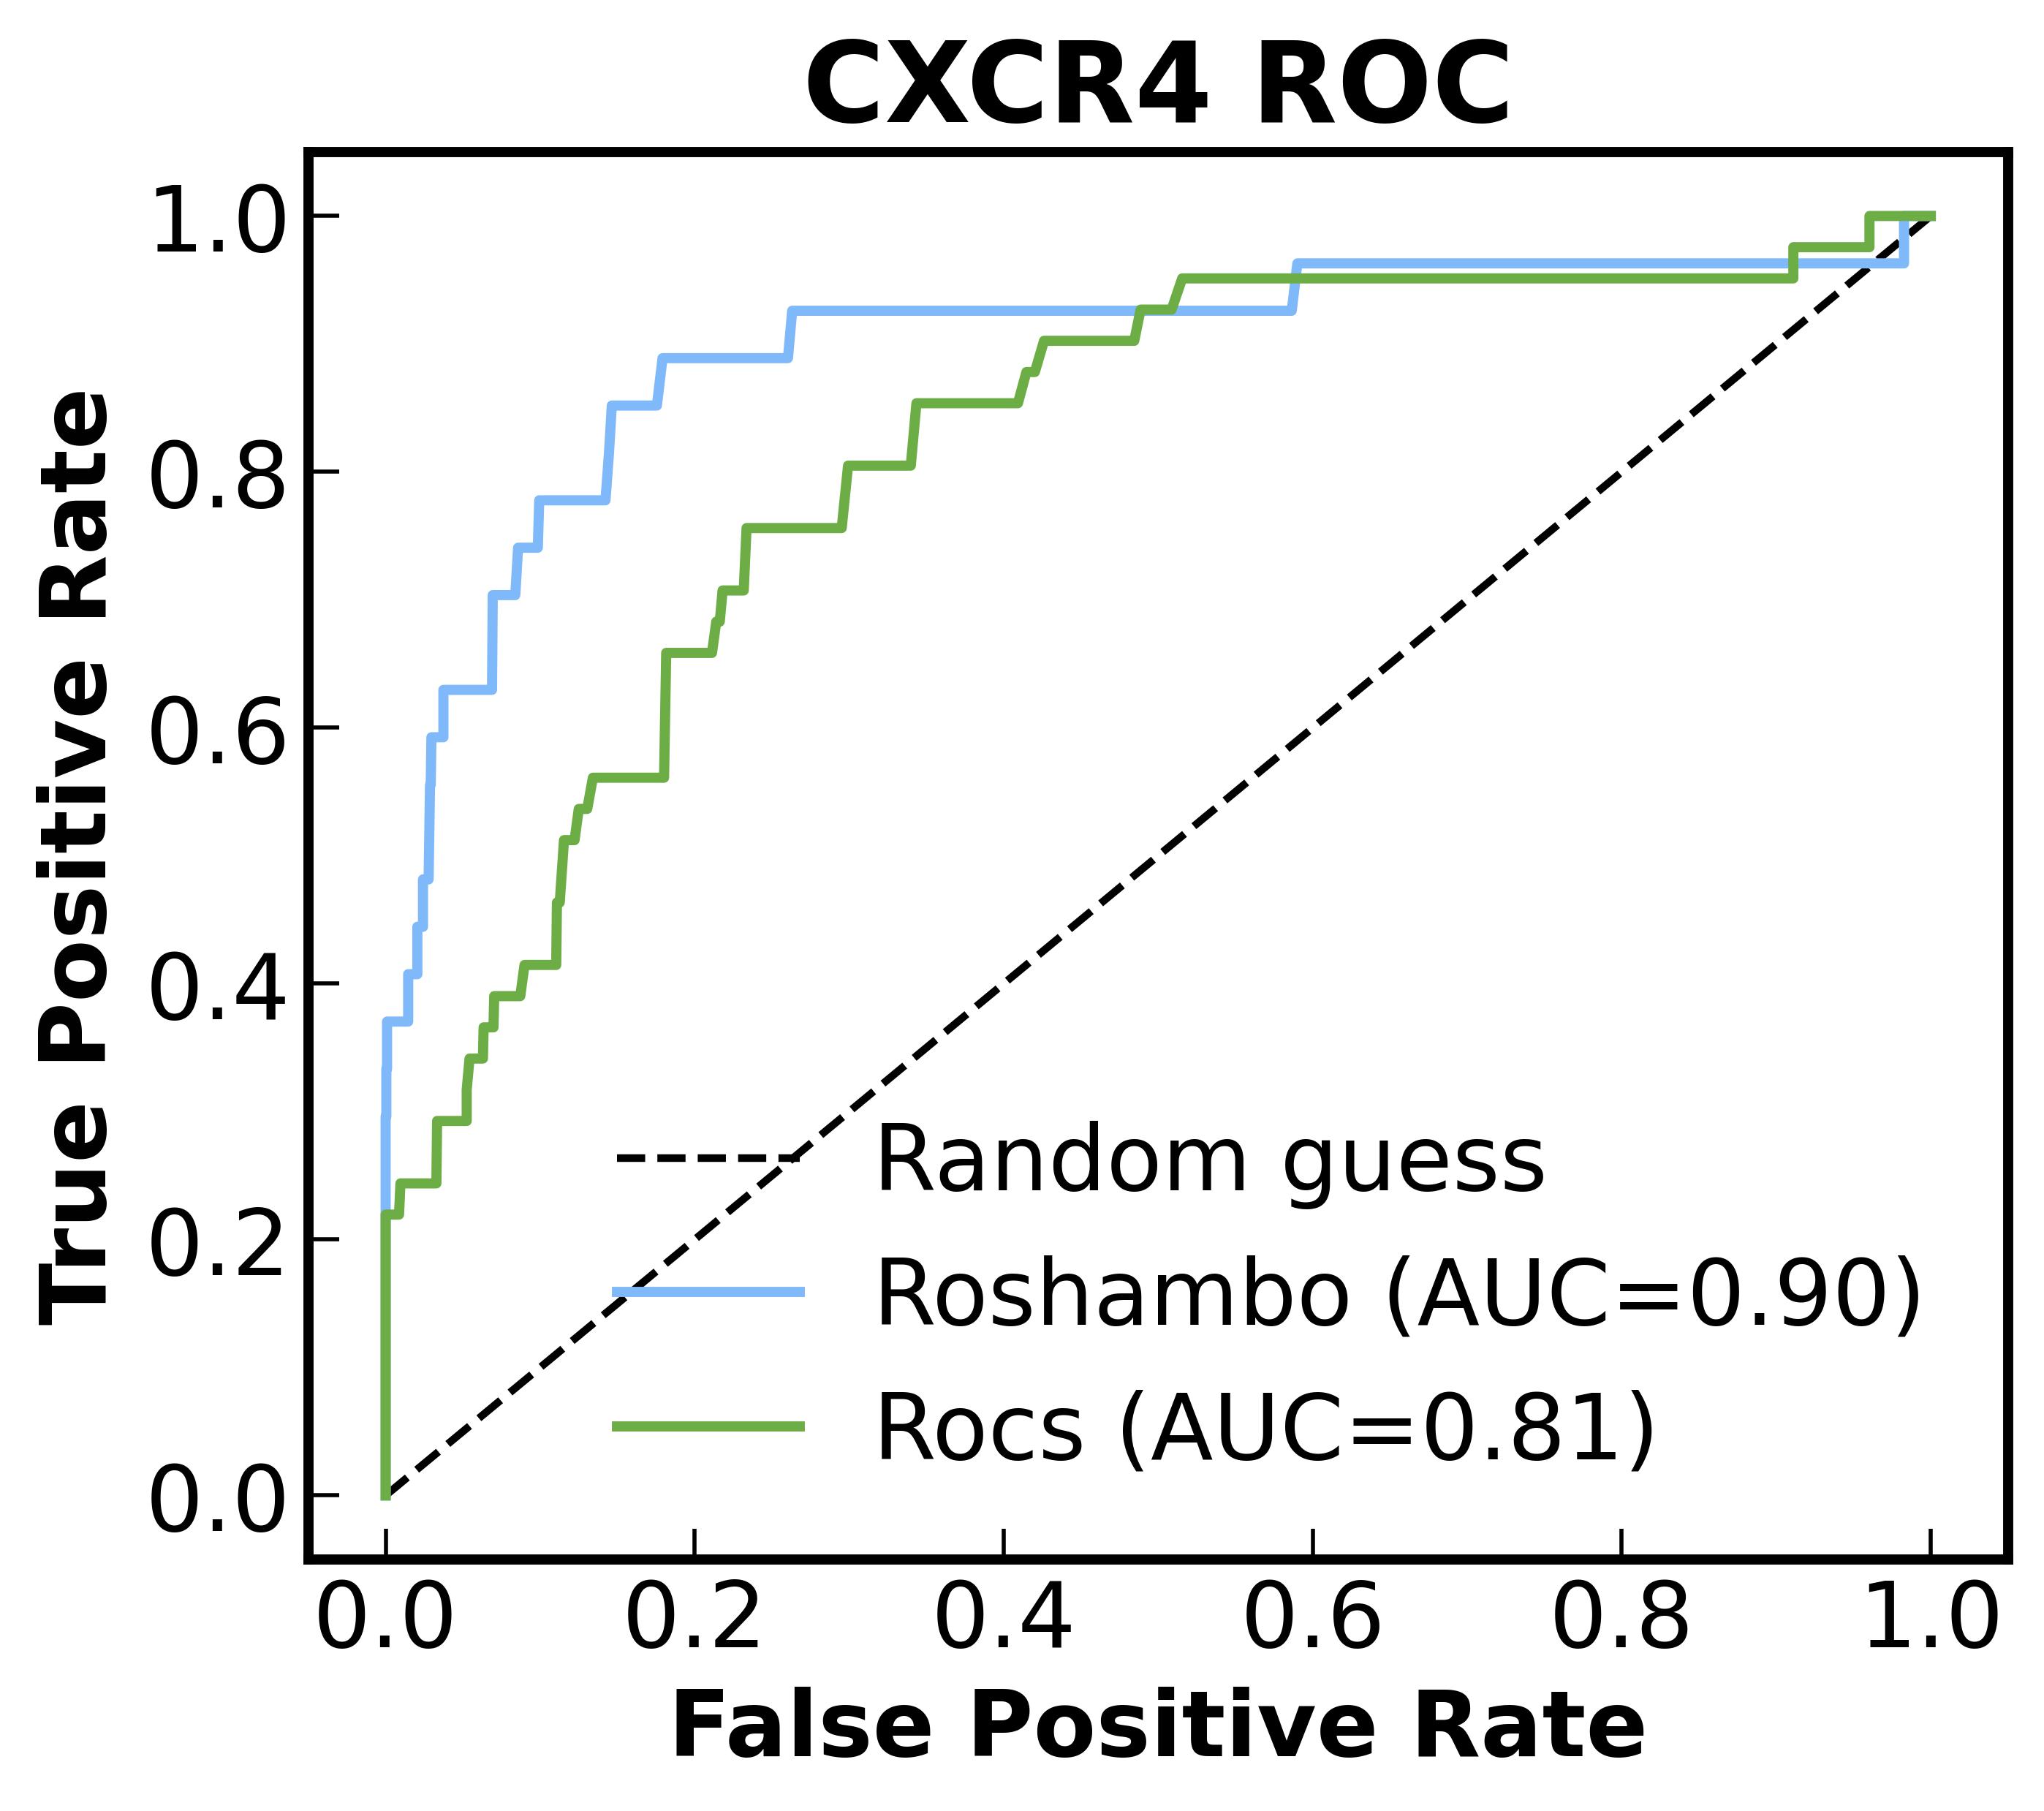 CXCR4 ROC
True Positive Rate
1.0
0.8
0.6
0.4
0.2
0.0
Random guess
Roshambo (AUC=0.90)
Rocs (AUC=0.81)
0.0 0.2 0.4 0.6 0.8 1.0
False Positive Rate